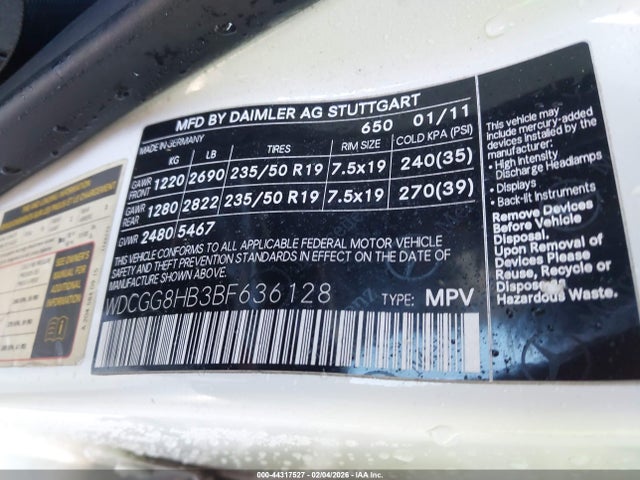 MFD BY DAIMLER AG STUTTGART
MADE IN GERMANY 650 01/11
KG LB TIRES RIM SIZE COLD KPA (PSI)
GAWR FRONT 1220 2690 235/50 R19 7.5x19 240(35)
GAWR REAR 1280 2822 235/50 R19 7.5x19 270(39)
GVWR 2480 5467
THIS VEHICLE CONFORMS TO ALL APPLICABLE FEDERAL MOTOR VEHICLE
SAFETY BUMPER AND THEFT PREVENTION STANDARDS IN EFFECT ON THE DATE OF
MANUFACTURE SHOWN ABOVE.
WDCGG8HB3BF636128 TYPE: MPV
This vehicle may
include mercury-added
devices installed by the
manufacturer:
- High Intensity
Discharge Headlamps
- Displays
- Back-lit Instruments
Remove Devices
Before Vehicle
Disposal.
Upon Removal of
Devices Please
Reuse, Recycle or
Dispose as
Hazardous Waste.
000-44317527 - 02/04/2026 - IAAI.COM